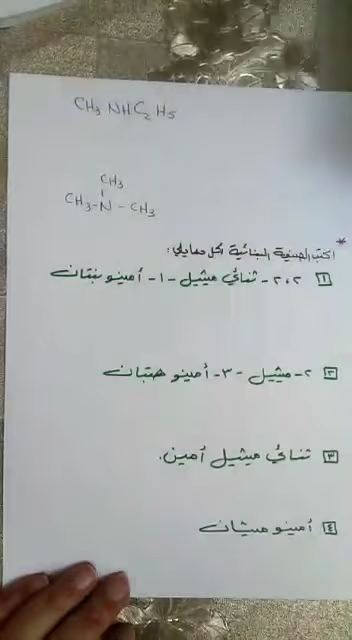 CH₃ NHC₂ H₅
CH₃
CH₃-N-CH₃
* اكتب الصيغة البنائية لكل مما يلي:
١ ٢،٢- ثنائي ميثيل -١- أمينو بنتان
٢ ٢- ميثيل -٣- أمينو هبتان
٣ ثنائي ميثيل أمين.
٤ أمينو ميثان